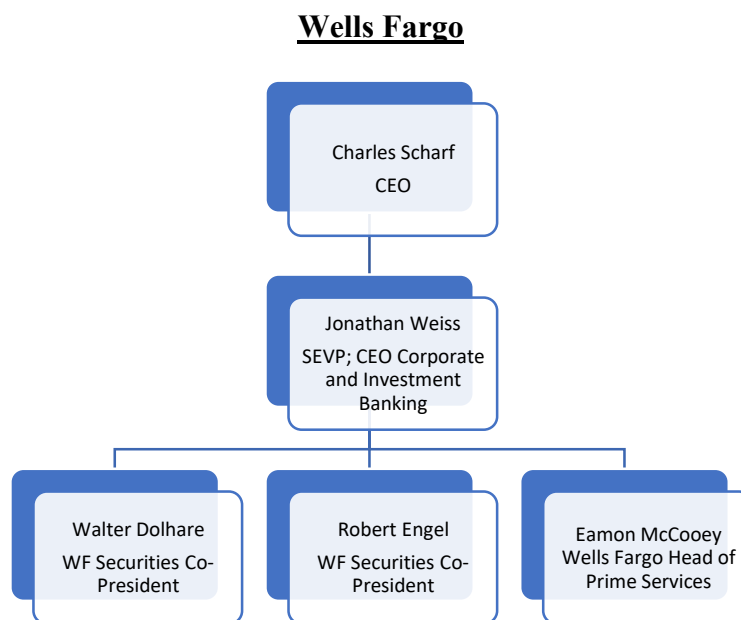 Wells Fargo
Charles Scharf
CEO
Jonathan Weiss
SEVP; CEO Corporate
and Investment
Banking
Walter Dolhare
WF Securities Co-
President
Robert Engel
WF Securities Co-
President
Eamon McCooey
Wells Fargo Head of
Prime Services